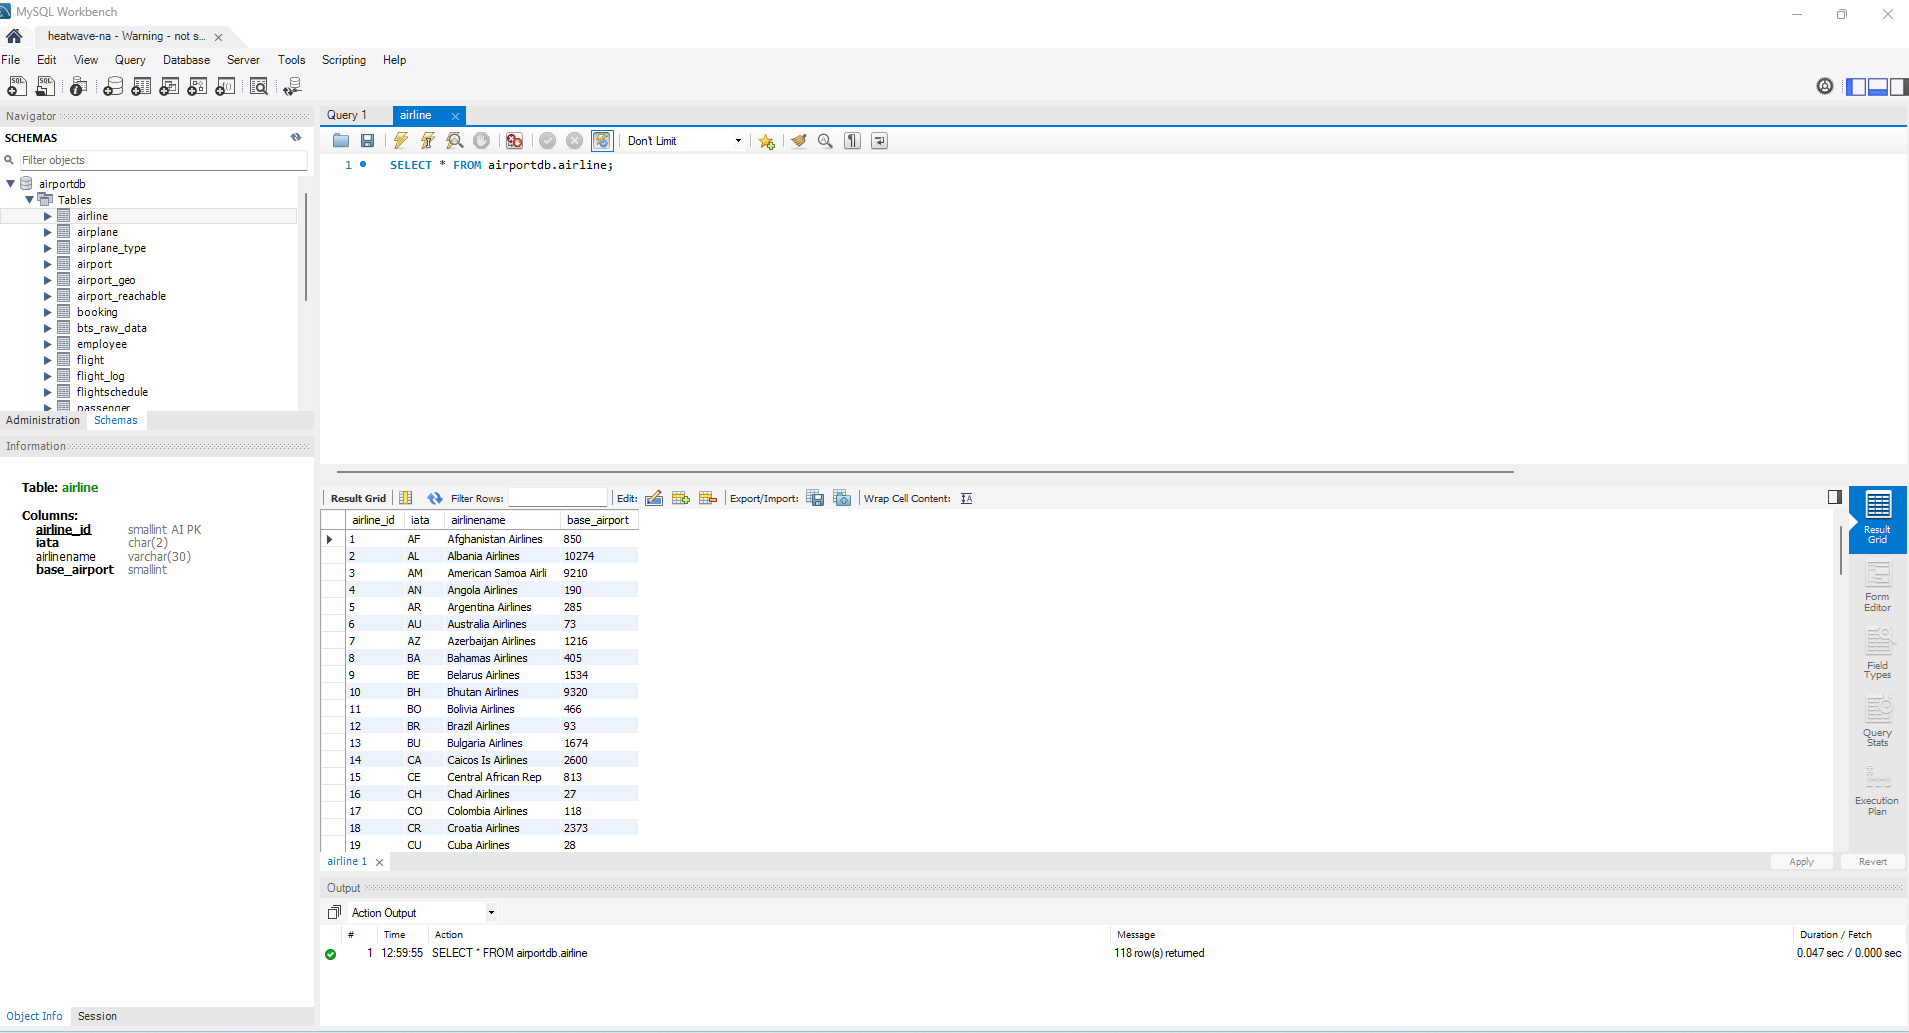 MySQL Workbench
heatwave-na - Warning - not s...
File Edit View Query Database Server Tools Scripting Help
Navigator
SCHEMAS
Filter objects
airportdb
Tables
airline
airplane
airplane_type
airport
airport_geo
airport_reachable
booking
bts_raw_data
employee
flight
flight_log
flightschedule
passenger
Administration Schemas
Information
Table: airline
Columns:
airline_id smallint AI PK
iata char(2)
airlinename varchar(30)
base_airport smallint
Object Info Session
Query 1 airline
Don't Limit
1 SELECT * FROM airportdb.airline;
Result Grid Filter Rows: Edit: Export/Import: Wrap Cell Content:
airline_id iata airlinename base_airport
1 AF Afghanistan Airlines 850
2 AL Albania Airlines 10274
3 AM American Samoa Airli 9210
4 AN Angola Airlines 190
5 AR Argentina Airlines 285
6 AU Australia Airlines 73
7 AZ Azerbaijan Airlines 1216
8 BA Bahamas Airlines 405
9 BE Belarus Airlines 1534
10 BH Bhutan Airlines 9320
11 BO Bolivia Airlines 466
12 BR Brazil Airlines 93
13 BU Bulgaria Airlines 1674
14 CA Caicos Is Airlines 2600
15 CE Central African Rep 813
16 CH Chad Airlines 27
17 CO Colombia Airlines 118
18 CR Croatia Airlines 2373
19 CU Cuba Airlines 28
Result
Grid
Form
Editor
Field
Types
Query
Stats
Execution
Plan
airline 1
Apply Revert
Output
Action Output
# Time Action Message Duration / Fetch
1 12:59:55 SELECT * FROM airportdb.airline 118 row(s) returned 0.047 sec / 0.000 sec